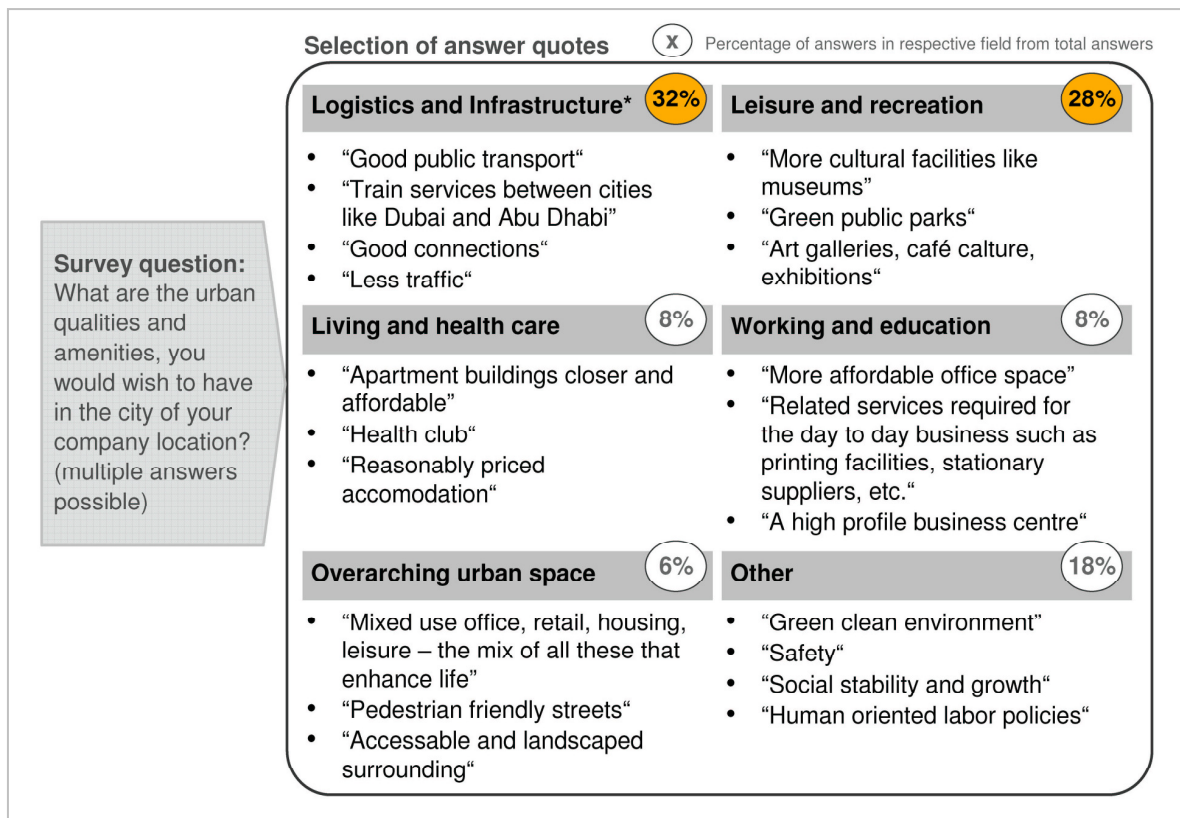 Selection of answer quotes
x Percentage of answers in respective field from total answers
Survey question:
What are the urban
qualities and
amenities, you
would wish to have
in the city of your
company location?
(multiple answers
possible)
Logistics and Infrastructure* 32%
• “Good public transport“
• “Train services between cities
like Dubai and Abu Dhabi”
• “Good connections“
• “Less traffic“
Leisure and recreation 28%
• “More cultural facilities like
museums”
• “Green public parks“
• “Art galleries, café calture,
exhibitions“
Living and health care 8%
• “Apartment buildings closer and
affordable”
• “Health club“
• “Reasonably priced
accomodation“
Working and education 8%
• “More affordable office space”
• “Related services required for
the day to day business such as
printing facilities, stationary
suppliers, etc.“
• “A high profile business centre“
Overarching urban space 6%
• “Mixed use office, retail, housing,
leisure – the mix of all these that
enhance life”
• “Pedestrian friendly streets“
• “Accessable and landscaped
surrounding“
Other 18%
• “Green clean environment”
• “Safety“
• “Social stability and growth“
• “Human oriented labor policies“